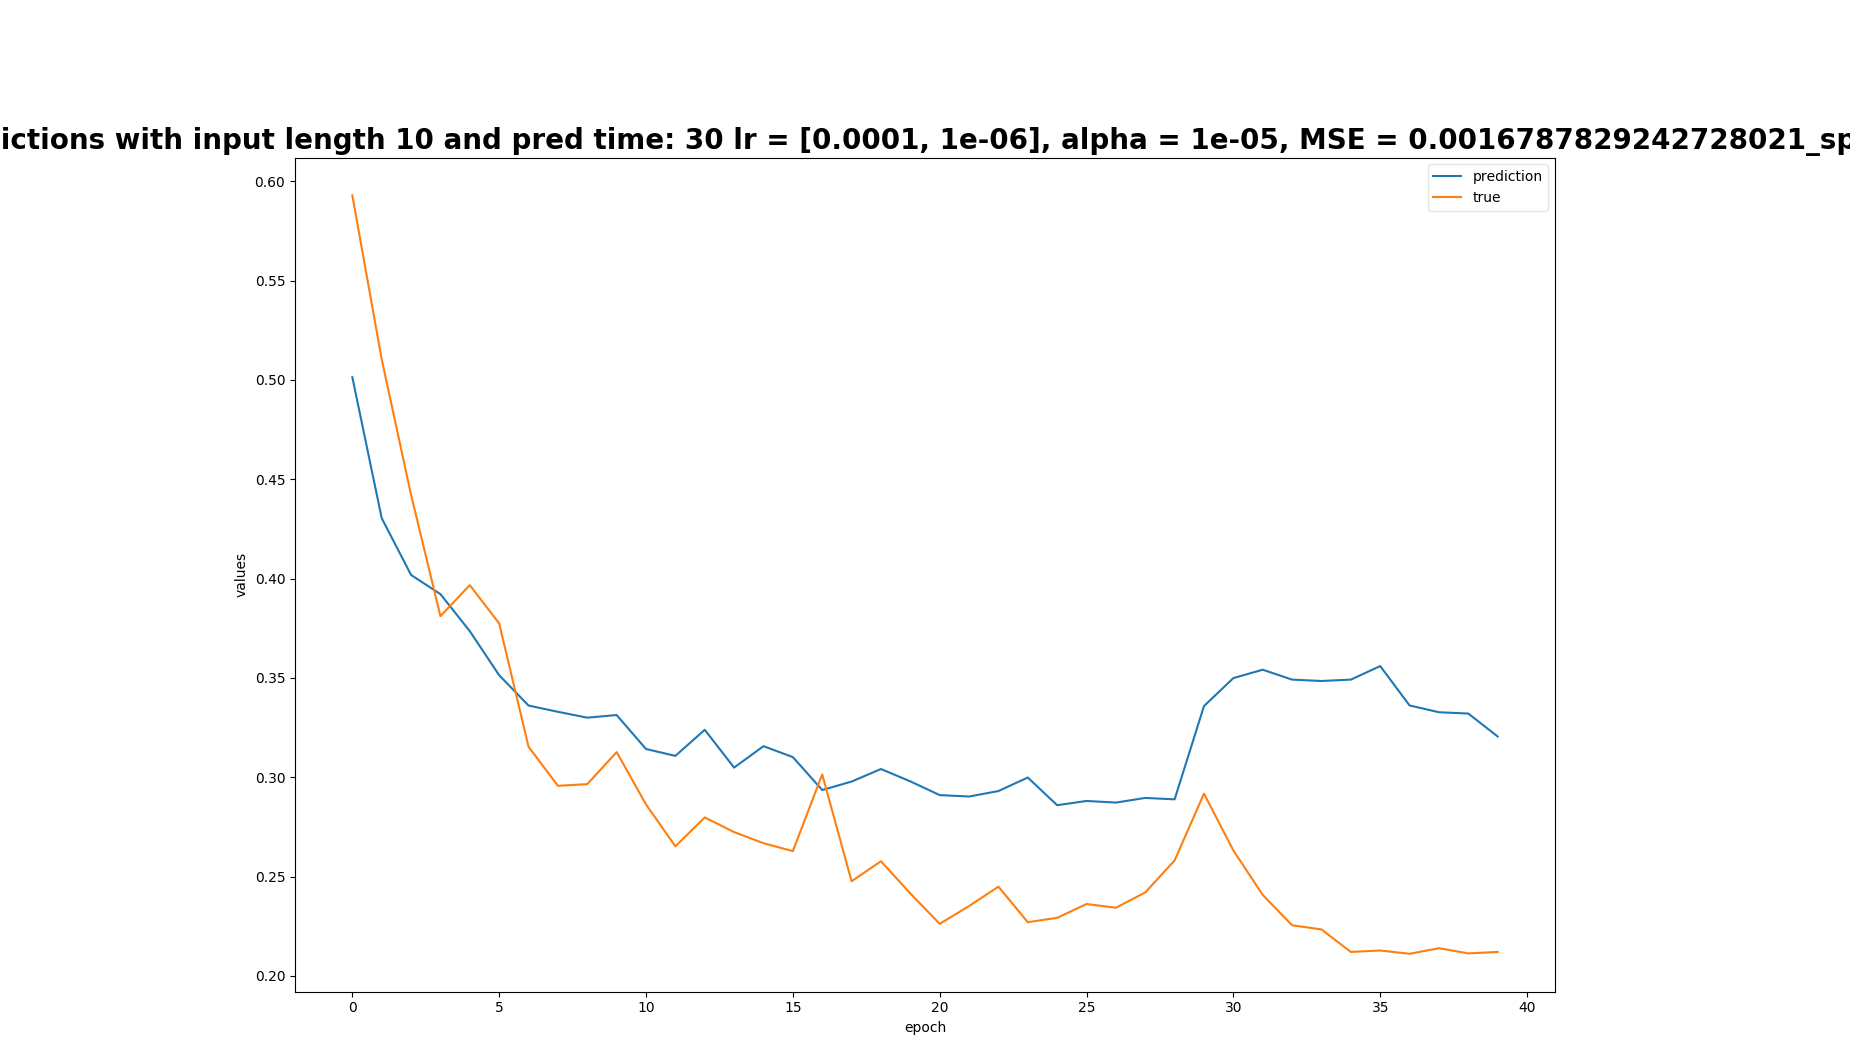 ictions with input length 10 and pred time: 30 lr = [0.0001, 1e-06], alpha = 1e-05, MSE = 0.0016787829242728021_sp
prediction
true
0.60
0.55
0.50
0.45
0.40
0.35
0.30
0.25
0.20
values
0 5 10 15 20 25 30 35 40
epoch